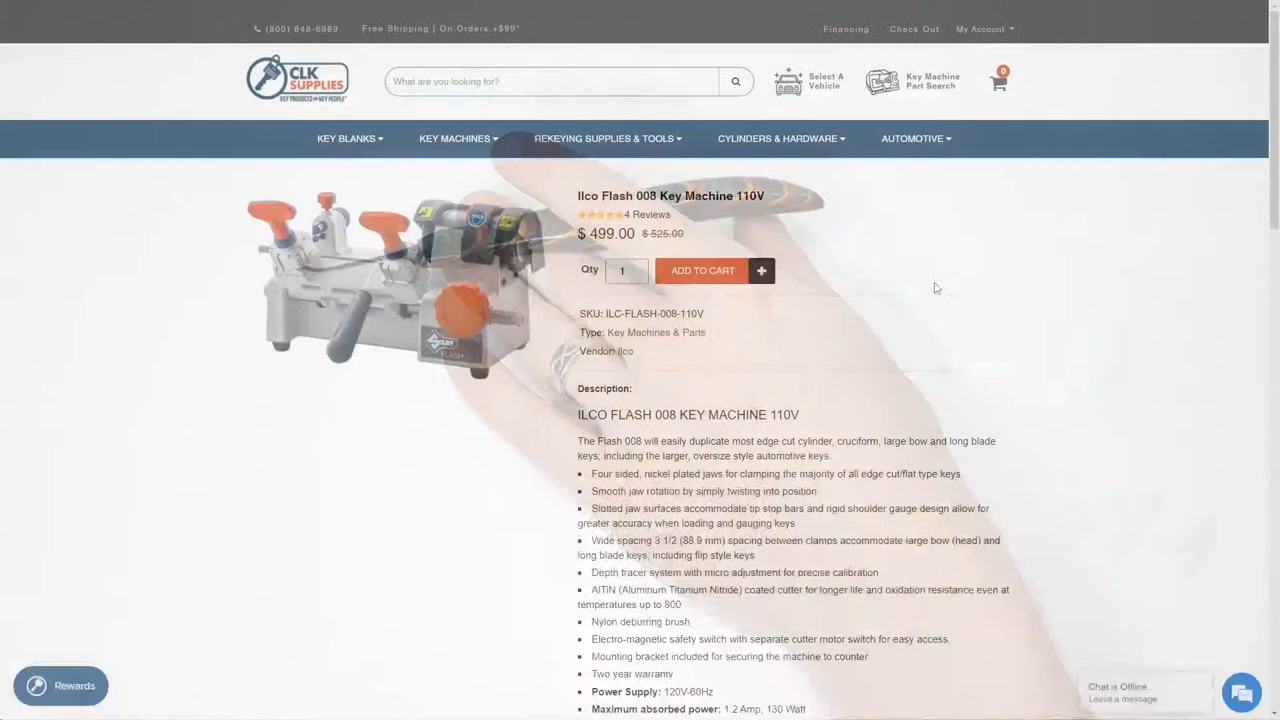 (800) 848-6989 Free Shipping | On Orders +$99* Financing Check Out My Account
CLK
SUPPLIES
KEY PRODUCTS FOR KEY PEOPLE
What are you looking for?
Select A
Vehicle
Key Machine
Part Search
0
KEY BLANKS KEY MACHINES REKEYING SUPPLIES & TOOLS CYLINDERS & HARDWARE AUTOMOTIVE
Ilco Flash 008 Key Machine 110V
4 Reviews
$ 499.00 $ 525.00
Qty 1 ADD TO CART +
SKU: ILC-FLASH-008-110V
Type: Key Machines & Parts
Vendor: Ilco
FLASH
Description:
ILCO FLASH 008 KEY MACHINE 110V
The Flash 008 will easily duplicate most edge cut cylinder, cruciform, large bow and long blade
keys; including the larger, oversize style automotive keys.
Four sided, nickel plated jaws for clamping the majority of all edge cut/flat type keys
Smooth jaw rotation by simply twisting into position
Slotted jaw surfaces accommodate tip stop bars and rigid shoulder gauge design allow for
greater accuracy when loading and gauging keys
Wide spacing 3 1/2 (88.9 mm) spacing between clamps accommodate large bow (head) and
long blade keys, including flip style keys
Depth tracer system with micro adjustment for precise calibration
AlTiN (Aluminum Titanium Nitride) coated cutter for longer life and oxidation resistance even at
temperatures up to 800
Nylon deburring brush
Electro-magnetic safety switch with separate cutter motor switch for easy access.
Mounting bracket included for securing the machine to counter
Two year warranty
Power Supply: 120V-60Hz
Maximum absorbed power: 1.2 Amp, 130 Watt
Rewards
Chat is Offline
Leave a message